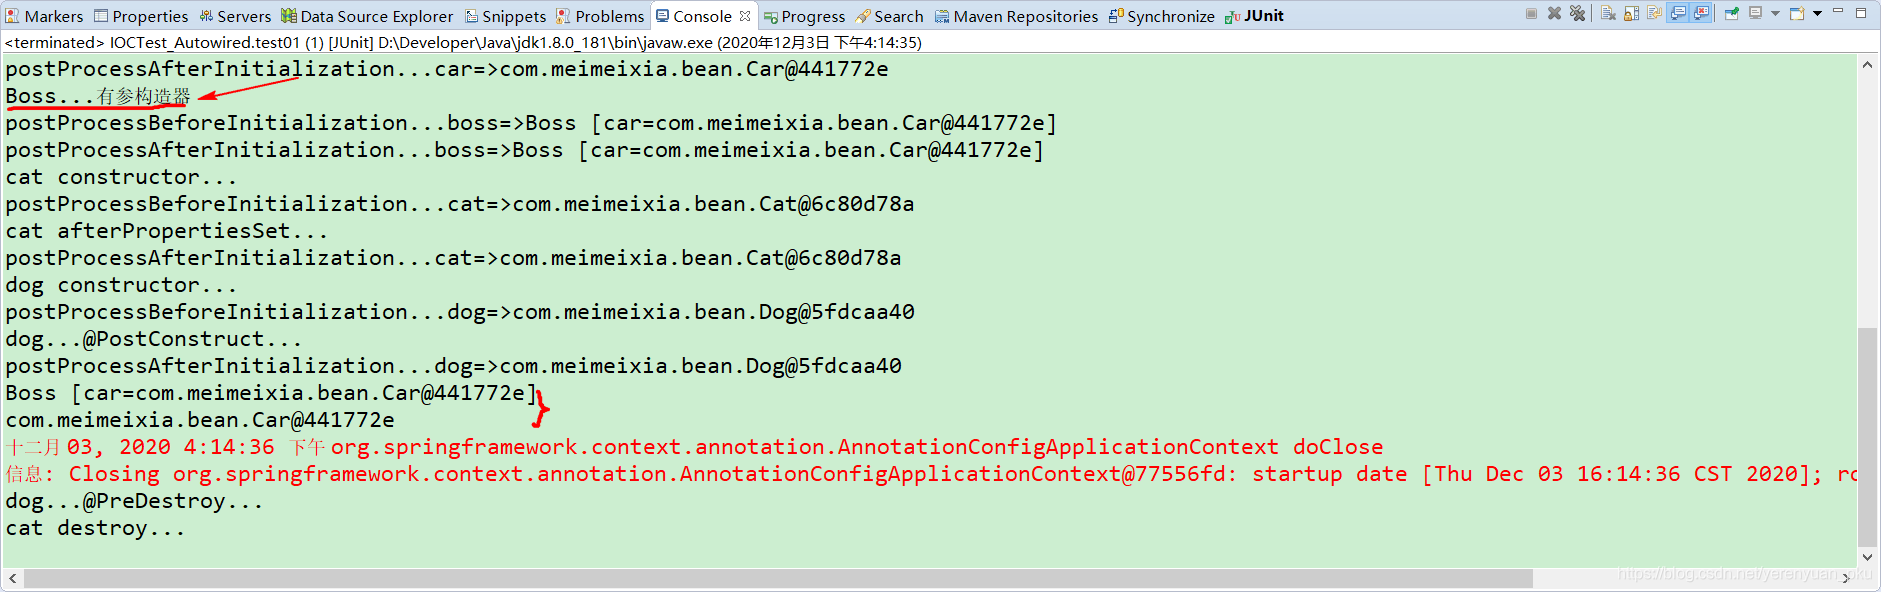 Markers Properties Servers Data Source Explorer Snippets Problems Console Progress Search Maven Repositories Synchronize JUnit
<terminated> IOCTest_Autowired.test01 (1) [JUnit] D:\Developer\Java\jdk1.8.0_181\bin\javaw.exe (2020年12月3日 下午4:14:35)
postProcessAfterInitialization...car=>com.meimeixia.bean.Car@441772e
Boss...有参构造器
postProcessBeforeInitialization...boss=>Boss [car=com.meimeixia.bean.Car@441772e]
postProcessAfterInitialization...boss=>Boss [car=com.meimeixia.bean.Car@441772e]
cat constructor...
postProcessBeforeInitialization...cat=>com.meimeixia.bean.Cat@6c80d78a
cat afterPropertiesSet...
postProcessAfterInitialization...cat=>com.meimeixia.bean.Cat@6c80d78a
dog constructor...
postProcessBeforeInitialization...dog=>com.meimeixia.bean.Dog@5fdcaa40
dog...@PostConstruct...
postProcessAfterInitialization...dog=>com.meimeixia.bean.Dog@5fdcaa40
Boss [car=com.meimeixia.bean.Car@441772e]
com.meimeixia.bean.Car@441772e
十二月 03, 2020 4:14:36 下午 org.springframework.context.annotation.AnnotationConfigApplicationContext doClose
信息: Closing org.springframework.context.annotation.AnnotationConfigApplicationContext@77556fd: startup date [Thu Dec 03 16:14:36 CST 2020]; ro
dog...@PreDestroy...
cat destroy...
https://blog.csdn.net/yerenyuan_pku